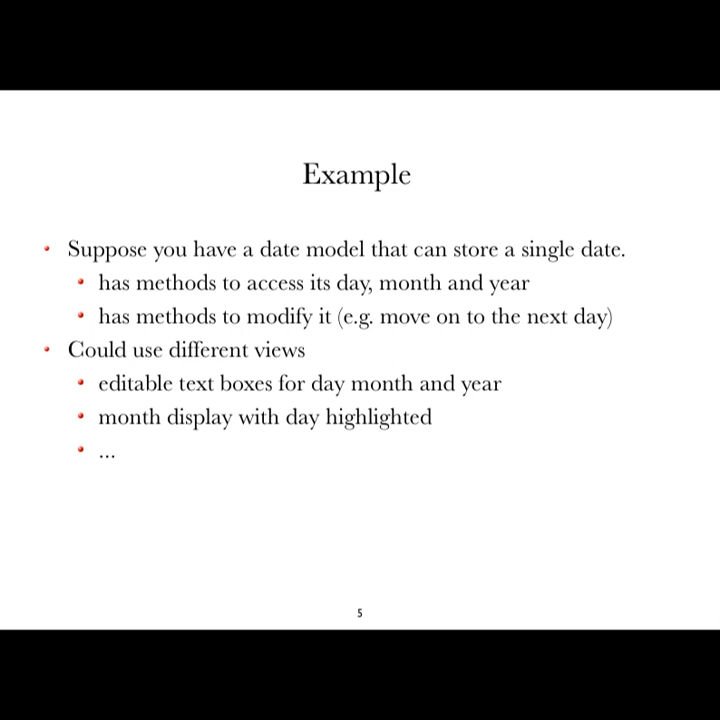 Example
• Suppose you have a date model that can store a single date.
• has methods to access its day, month and year
• has methods to modify it (e.g. move on to the next day)
• Could use different views
• editable text boxes for day month and year
• month display with day highlighted
• ...
5